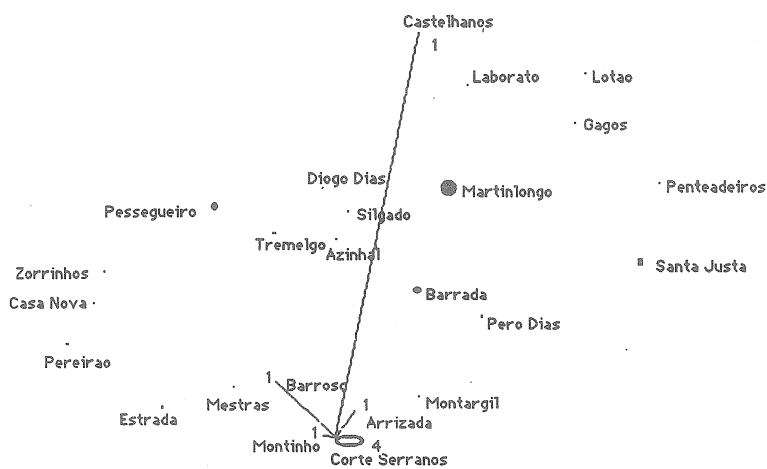 Castelhanos
1
Laborato
Lotao
Gagos
Diogo Dias
Martinlongo
Penteadeiros
Pessegueiro
Silgado
Tremelgo
Azinhal
Santa Justa
Zorrinhos
Casa Nova
Barrada
Pero Dias
Pereirao
1
Barroso
Mestras
1
Montargil
Estrada
Arrizada
1
Montinho
4
Corte Serranos